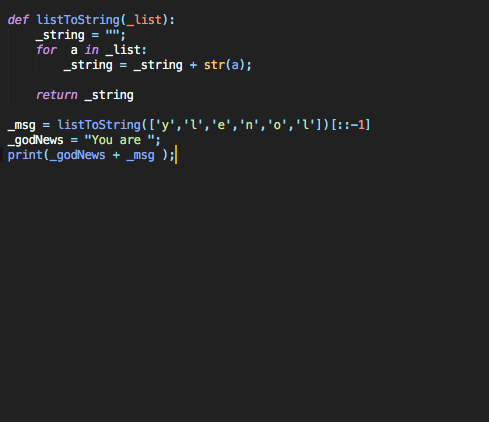 def listToString(_list):
    _string = "";
    for  a in _list:
        _string = _string + str(a);

    return _string

_msg = listToString(['y','l','e','n','o','l'])[::-1]
_godNews = "You are ";
print(_godNews + _msg );